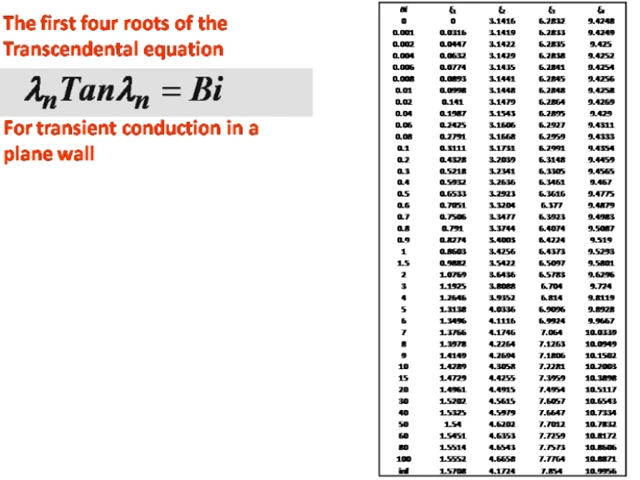 The first four roots of the
Transcendental equation
λₙTanλₙ = Bi
For transient conduction in a
plane wall
Bi ξ₁ ξ₂ ξ₃ ξ₄
0 0 3.1416 6.2832 9.4248
0.001 0.0316 3.1419 6.2833 9.4249
0.002 0.0447 3.1422 6.2835 9.425
0.004 0.0632 3.1429 6.2838 9.4252
0.006 0.0774 3.1435 6.2841 9.4254
0.008 0.0893 3.1441 6.2845 9.4256
0.01 0.0998 3.1448 6.2848 9.4258
0.02 0.141 3.1479 6.2864 9.4269
0.04 0.1987 3.1543 6.2895 9.429
0.06 0.2425 3.1606 6.2927 9.4311
0.08 0.2791 3.1668 6.2959 9.4333
0.1 0.3111 3.1731 6.2991 9.4354
0.2 0.4328 3.2039 6.3148 9.4459
0.3 0.5218 3.2341 6.3305 9.4565
0.4 0.5932 3.2636 6.3461 9.467
0.5 0.6533 3.2923 6.3616 9.4775
0.6 0.7051 3.3204 6.377 9.4879
0.7 0.7506 3.3477 6.3923 9.4983
0.8 0.791 3.3744 6.4074 9.5087
0.9 0.8274 3.4003 6.4224 9.519
1 0.8603 3.4256 6.4373 9.5293
1.5 0.9882 3.5422 6.5097 9.5801
2 1.0769 3.6436 6.5783 9.6296
3 1.1925 3.8088 6.704 9.724
4 1.2646 3.9352 6.814 9.8119
5 1.3138 4.0336 6.9096 9.8928
6 1.3496 4.1116 6.9924 9.9667
7 1.3766 4.1746 7.064 10.0339
8 1.3978 4.2264 7.1263 10.0949
9 1.4149 4.2694 7.1806 10.1502
10 1.4289 4.3058 7.2281 10.2003
15 1.4729 4.4255 7.3959 10.3898
20 1.4961 4.4915 7.4954 10.5117
30 1.5202 4.5615 7.6057 10.6543
40 1.5325 4.5979 7.6647 10.7334
50 1.54 4.6202 7.7012 10.7832
60 1.5451 4.6353 7.7259 10.8172
80 1.5514 4.6543 7.7573 10.8606
100 1.5552 4.6658 7.7764 10.8871
inf 1.5708 4.1724 7.854 10.9956